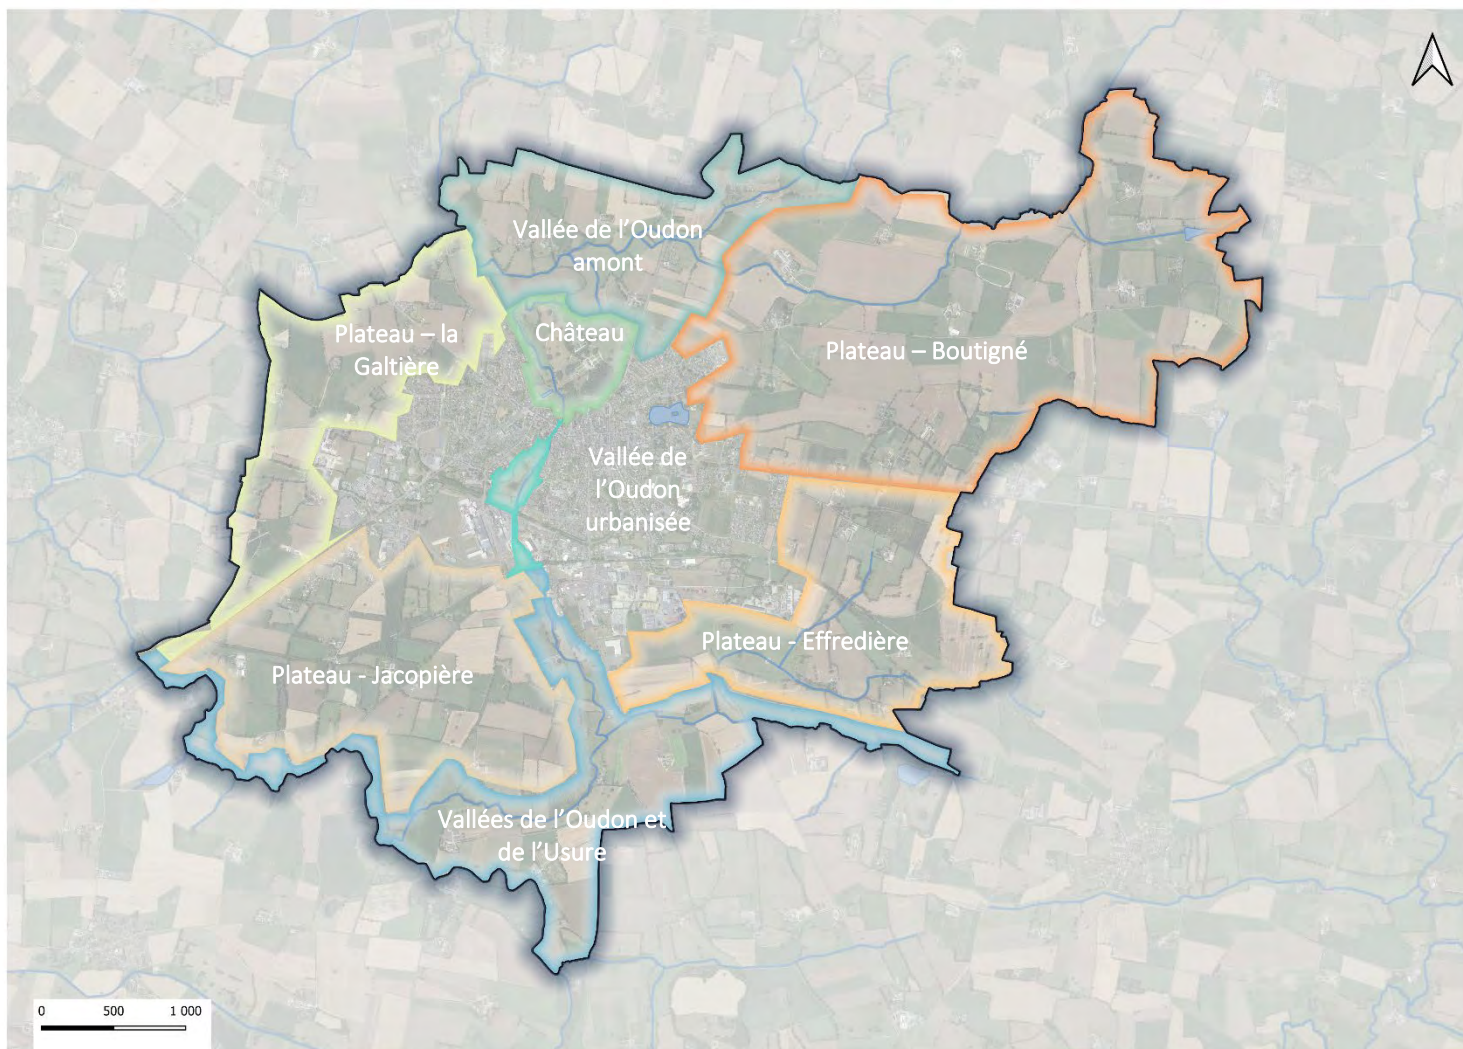 Vallée de l’Oudon
amont
Château
Plateau – la
Galtière
Plateau – Boutigné
Vallée de
l’Oudon
urbanisée
Plateau - Effredière
Plateau - Jacopière
Vallées de l’Oudon et
de l’Usure
0 500 1 000